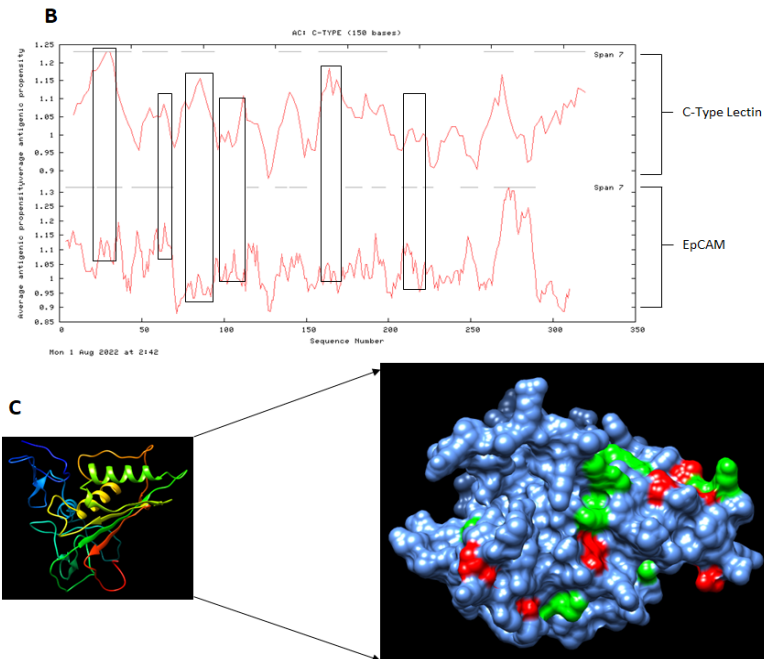 B
AC: C-TYPE (150 bases)
Average antigenic propensity
1.25
1.2
1.15
1.1
1.05
1
0.95
0.9
Span 7
C-Type Lectin
Average antigenic propensity
1.3
1.25
1.2
1.15
1.1
1.05
1
0.95
0.9
0.85
Span 7
EpCAM
0
50
100
150
200
250
300
350
Sequence Number
Mon 1 Aug 2022 at 2:42
C